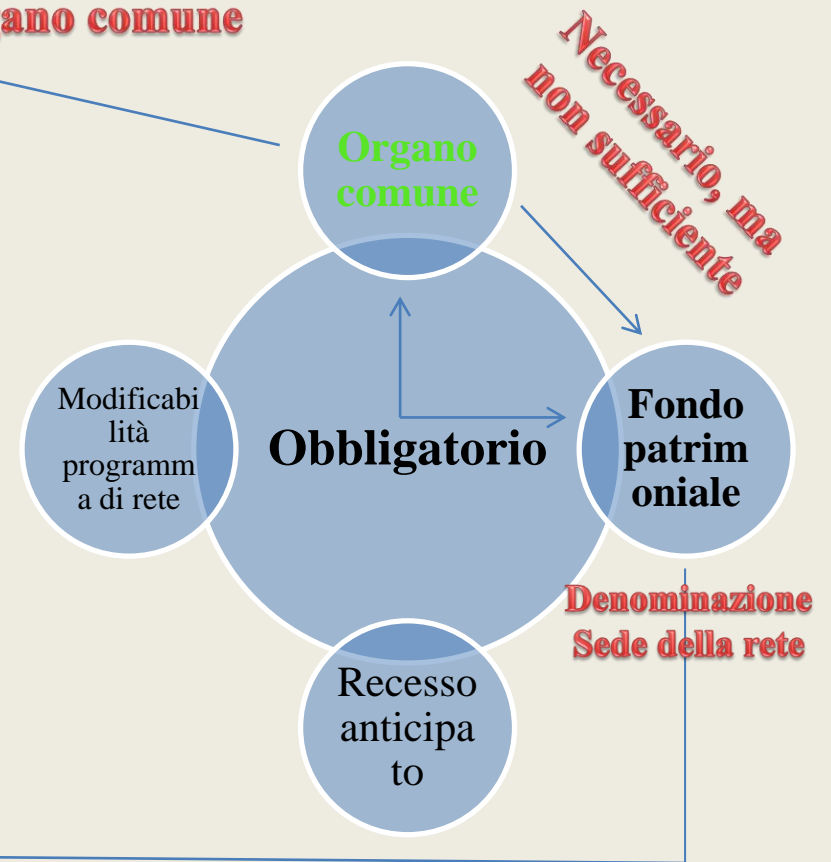 ano comune
Necessario, ma
non sufficiente
Organo
comune
Modificabi
lità
programm
a di rete
Obbligatorio
Fondo
patrim
oniale
Denominazione
Sede della rete
Recesso
anticipa
to